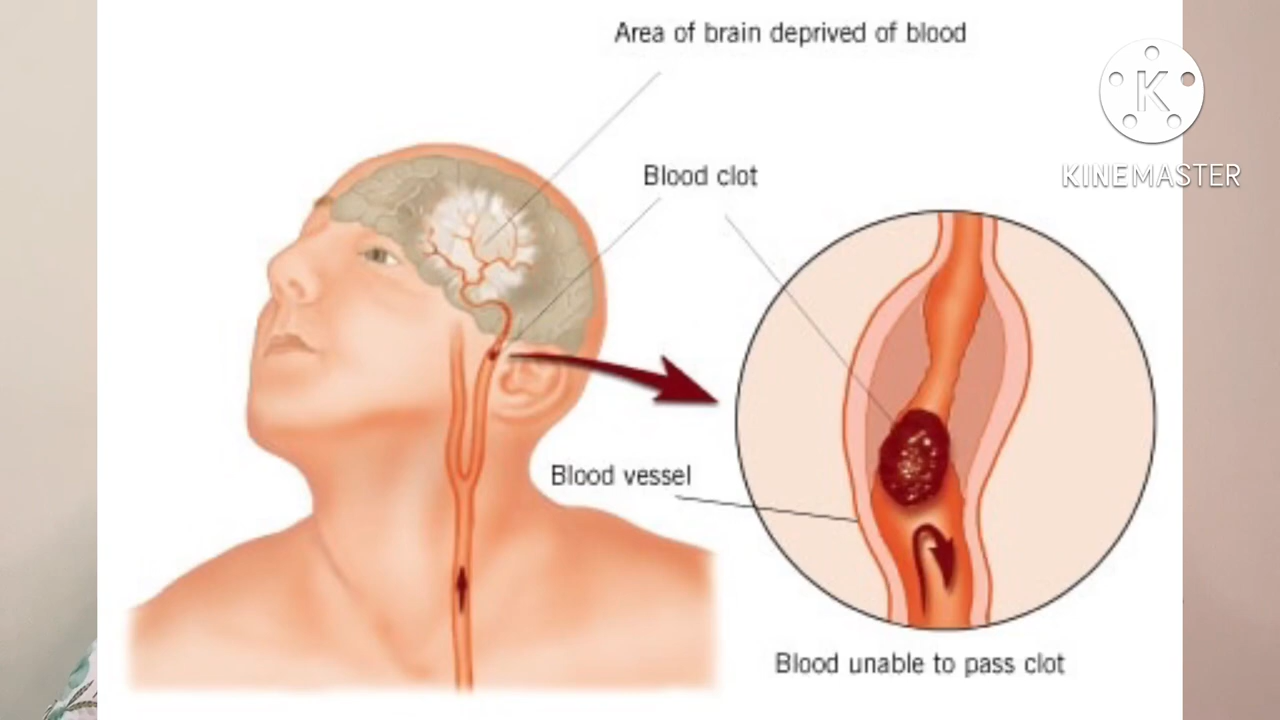 Area of brain deprived of blood
Blood clot
K
KINEMASTER
Blood vessel
Blood unable to pass clot